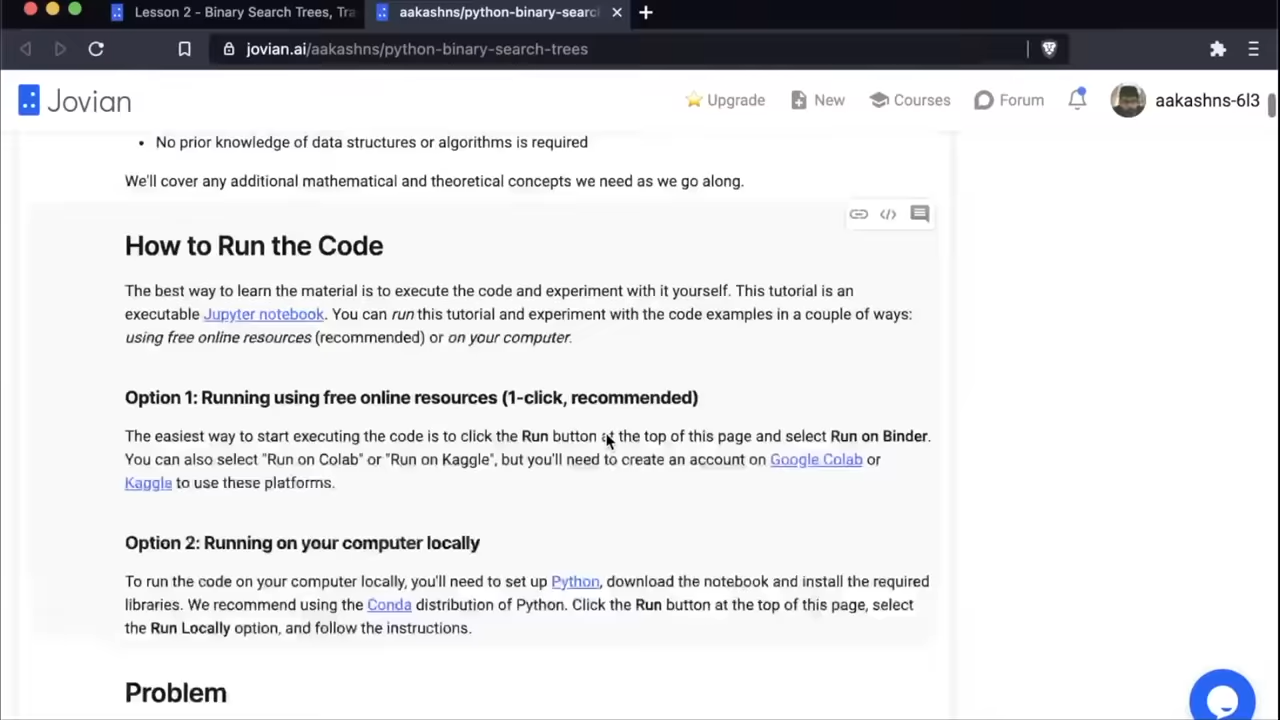 Lesson 2 - Binary Search Trees, Tra
aakashns/python-binary-search
jovian.ai/aakashns/python-binary-search-trees
Jovian
Upgrade
New
Courses
Forum
aakashns-6l3
• No prior knowledge of data structures or algorithms is required
We'll cover any additional mathematical and theoretical concepts we need as we go along.
How to Run the Code
The best way to learn the material is to execute the code and experiment with it yourself. This tutorial is an
executable Jupyter notebook. You can run this tutorial and experiment with the code examples in a couple of ways:
using free online resources (recommended) or on your computer.
Option 1: Running using free online resources (1-click, recommended)
The easiest way to start executing the code is to click the Run button at the top of this page and select Run on Binder.
You can also select "Run on Colab" or "Run on Kaggle", but you'll need to create an account on Google Colab or
Kaggle to use these platforms.
Option 2: Running on your computer locally
To run the code on your computer locally, you'll need to set up Python, download the notebook and install the required
libraries. We recommend using the Conda distribution of Python. Click the Run button at the top of this page, select
the Run Locally option, and follow the instructions.
Problem